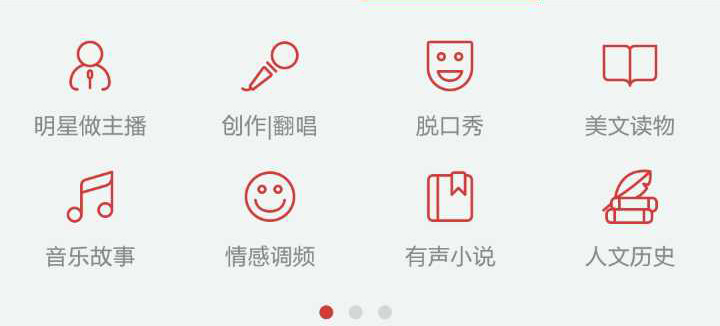 明星做主播
创作|翻唱
脱口秀
美文读物
音乐故事
情感调频
有声小说
人文历史